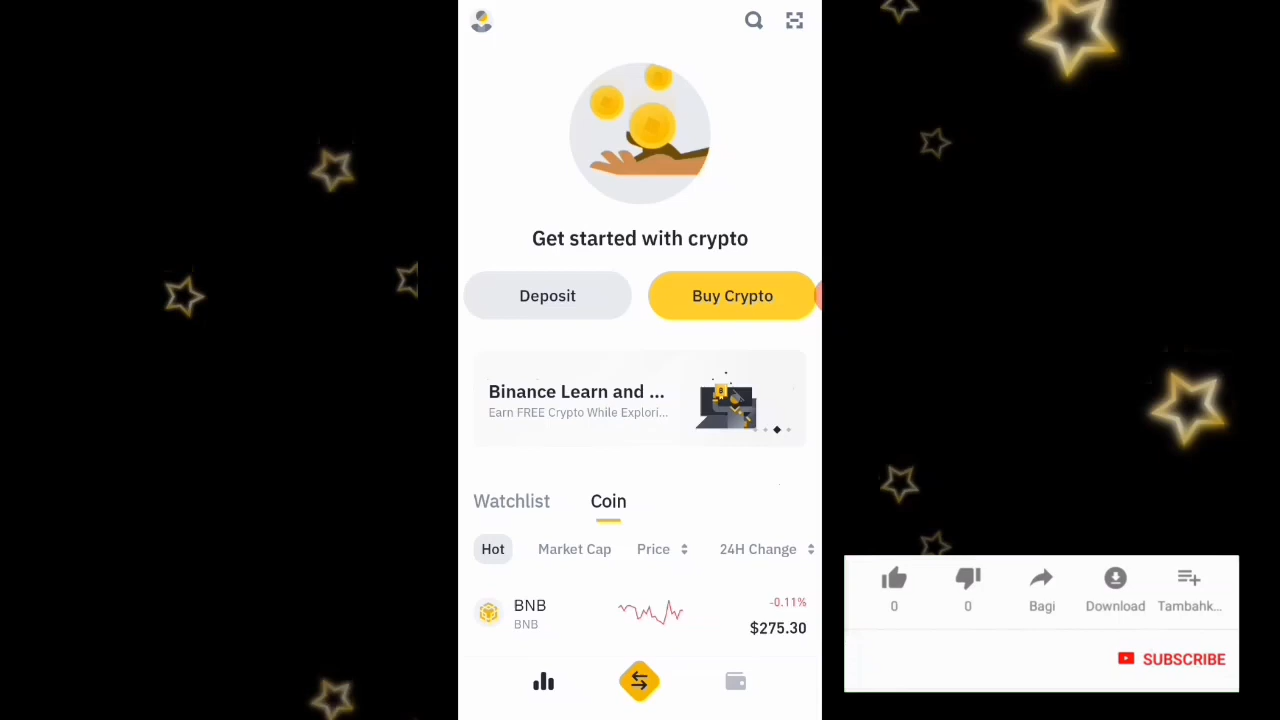 Get started with crypto
Deposit
Buy Crypto
Binance Learn and ...
Earn FREE Crypto While Explori...
Watchlist
Coin
Hot
Market Cap
Price
24H Change
BNB
BNB
-0.11%
$275.30
0
0
Bagi
Download
Tambahk...
SUBSCRIBE